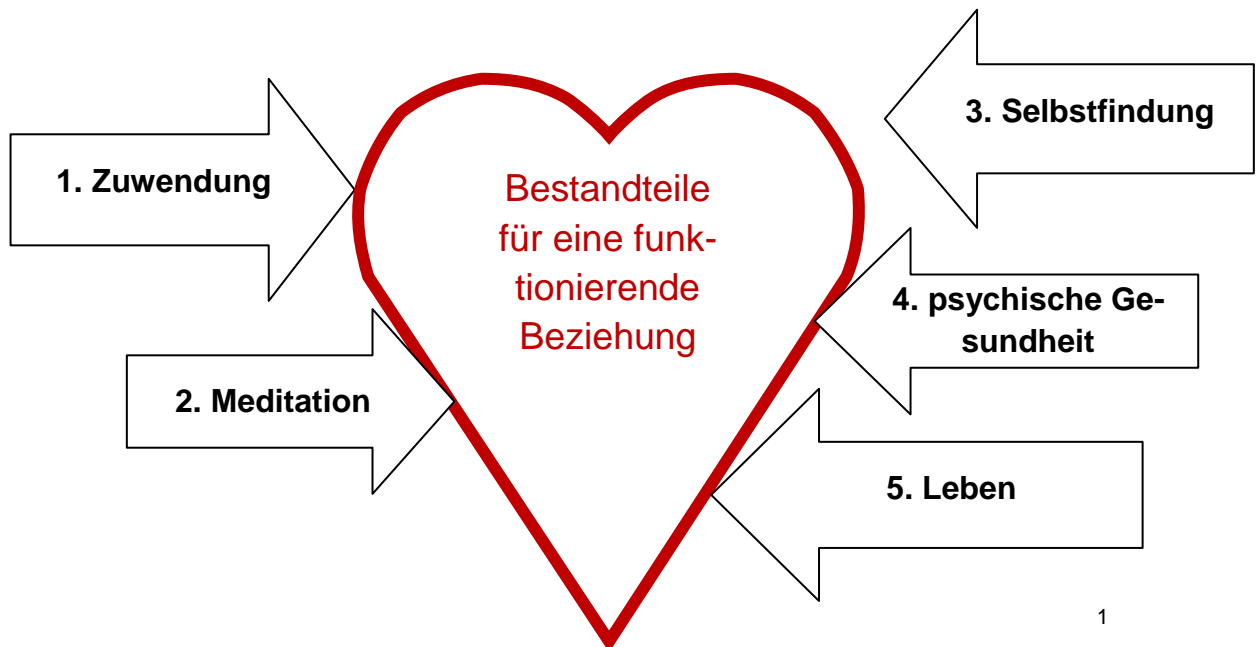 1. Zuwendung
2. Meditation
Bestandteile
für eine funk-
tionierende
Beziehung
3. Selbstfindung
4. psychische Ge-
sundheit
5. Leben
1